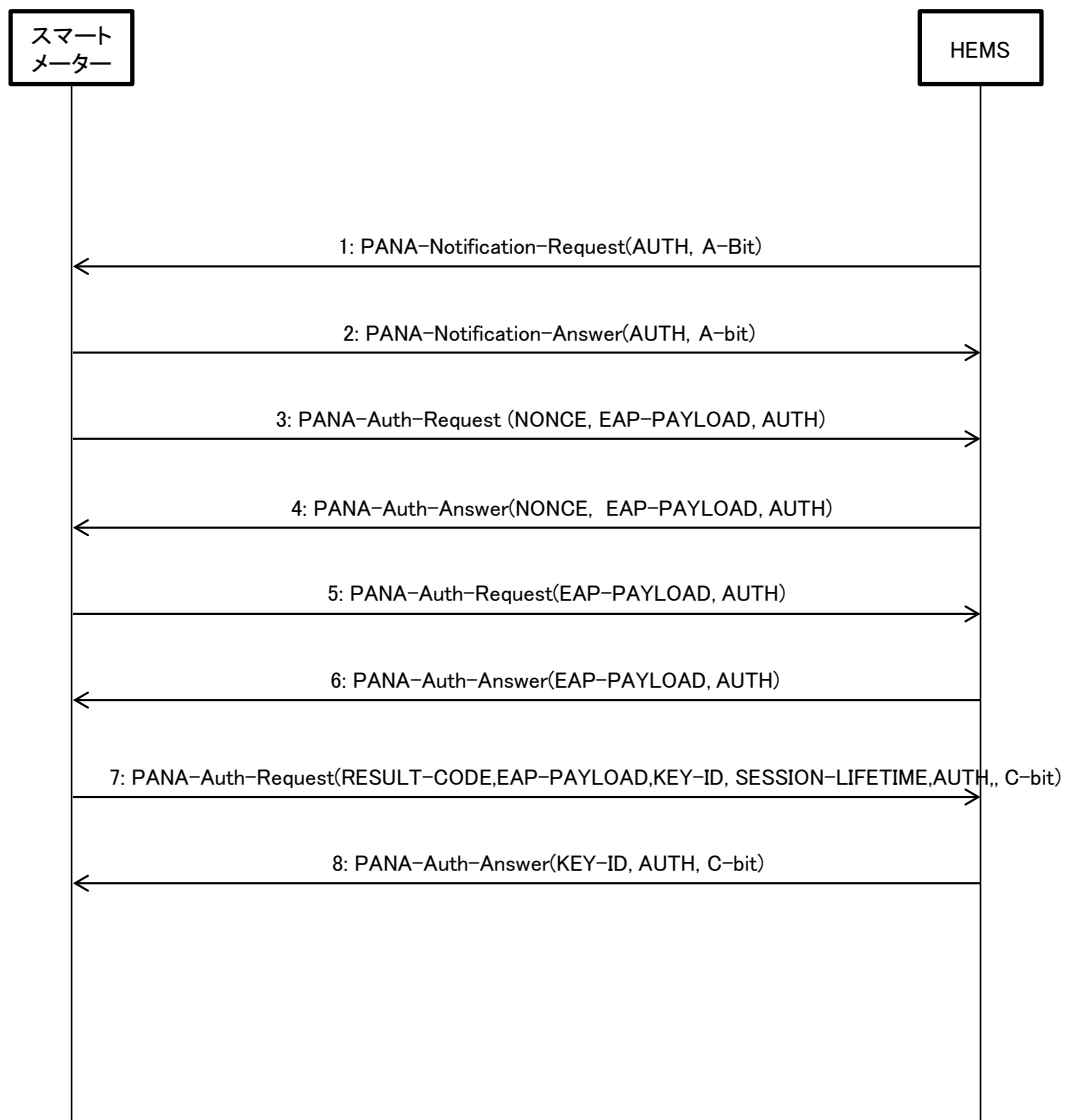 スマート
メーター
HEMS
1: PANA-Notification-Request(AUTH, A-Bit)
2: PANA-Notification-Answer(AUTH, A-bit)
3: PANA-Auth-Request (NONCE, EAP-PAYLOAD, AUTH)
4: PANA-Auth-Answer(NONCE, EAP-PAYLOAD, AUTH)
5: PANA-Auth-Request(EAP-PAYLOAD, AUTH)
6: PANA-Auth-Answer(EAP-PAYLOAD, AUTH)
7: PANA-Auth-Request(RESULT-CODE,EAP-PAYLOAD,KEY-ID, SESSION-LIFETIME,AUTH,, C-bit)
8: PANA-Auth-Answer(KEY-ID, AUTH, C-bit)